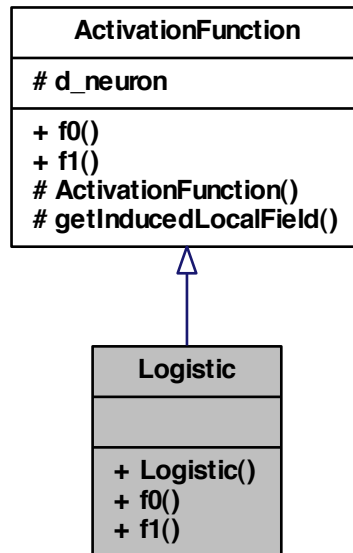 ActivationFunction
# d_neuron
+ f0()
+ f1()
# ActivationFunction()
# getInducedLocalField()
Logistic
+ Logistic()
+ f0()
+ f1()